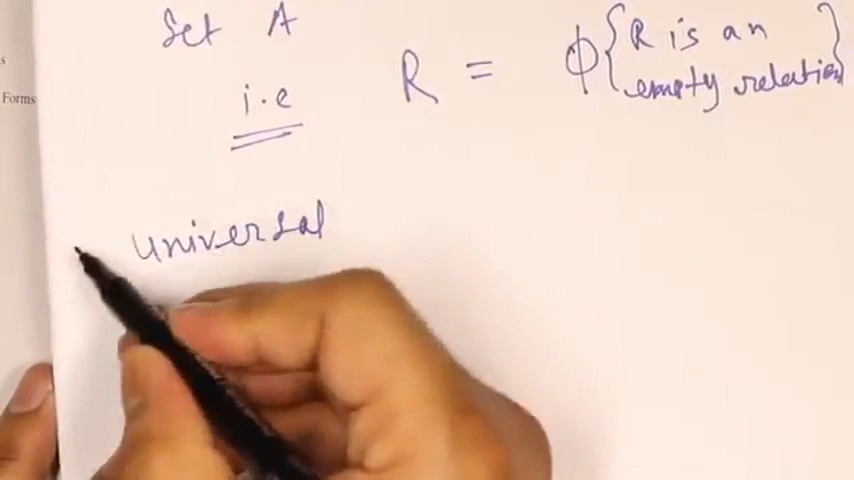 Set A
i.e R = ϕ {R is an
empty relation}
universal
s
Forms